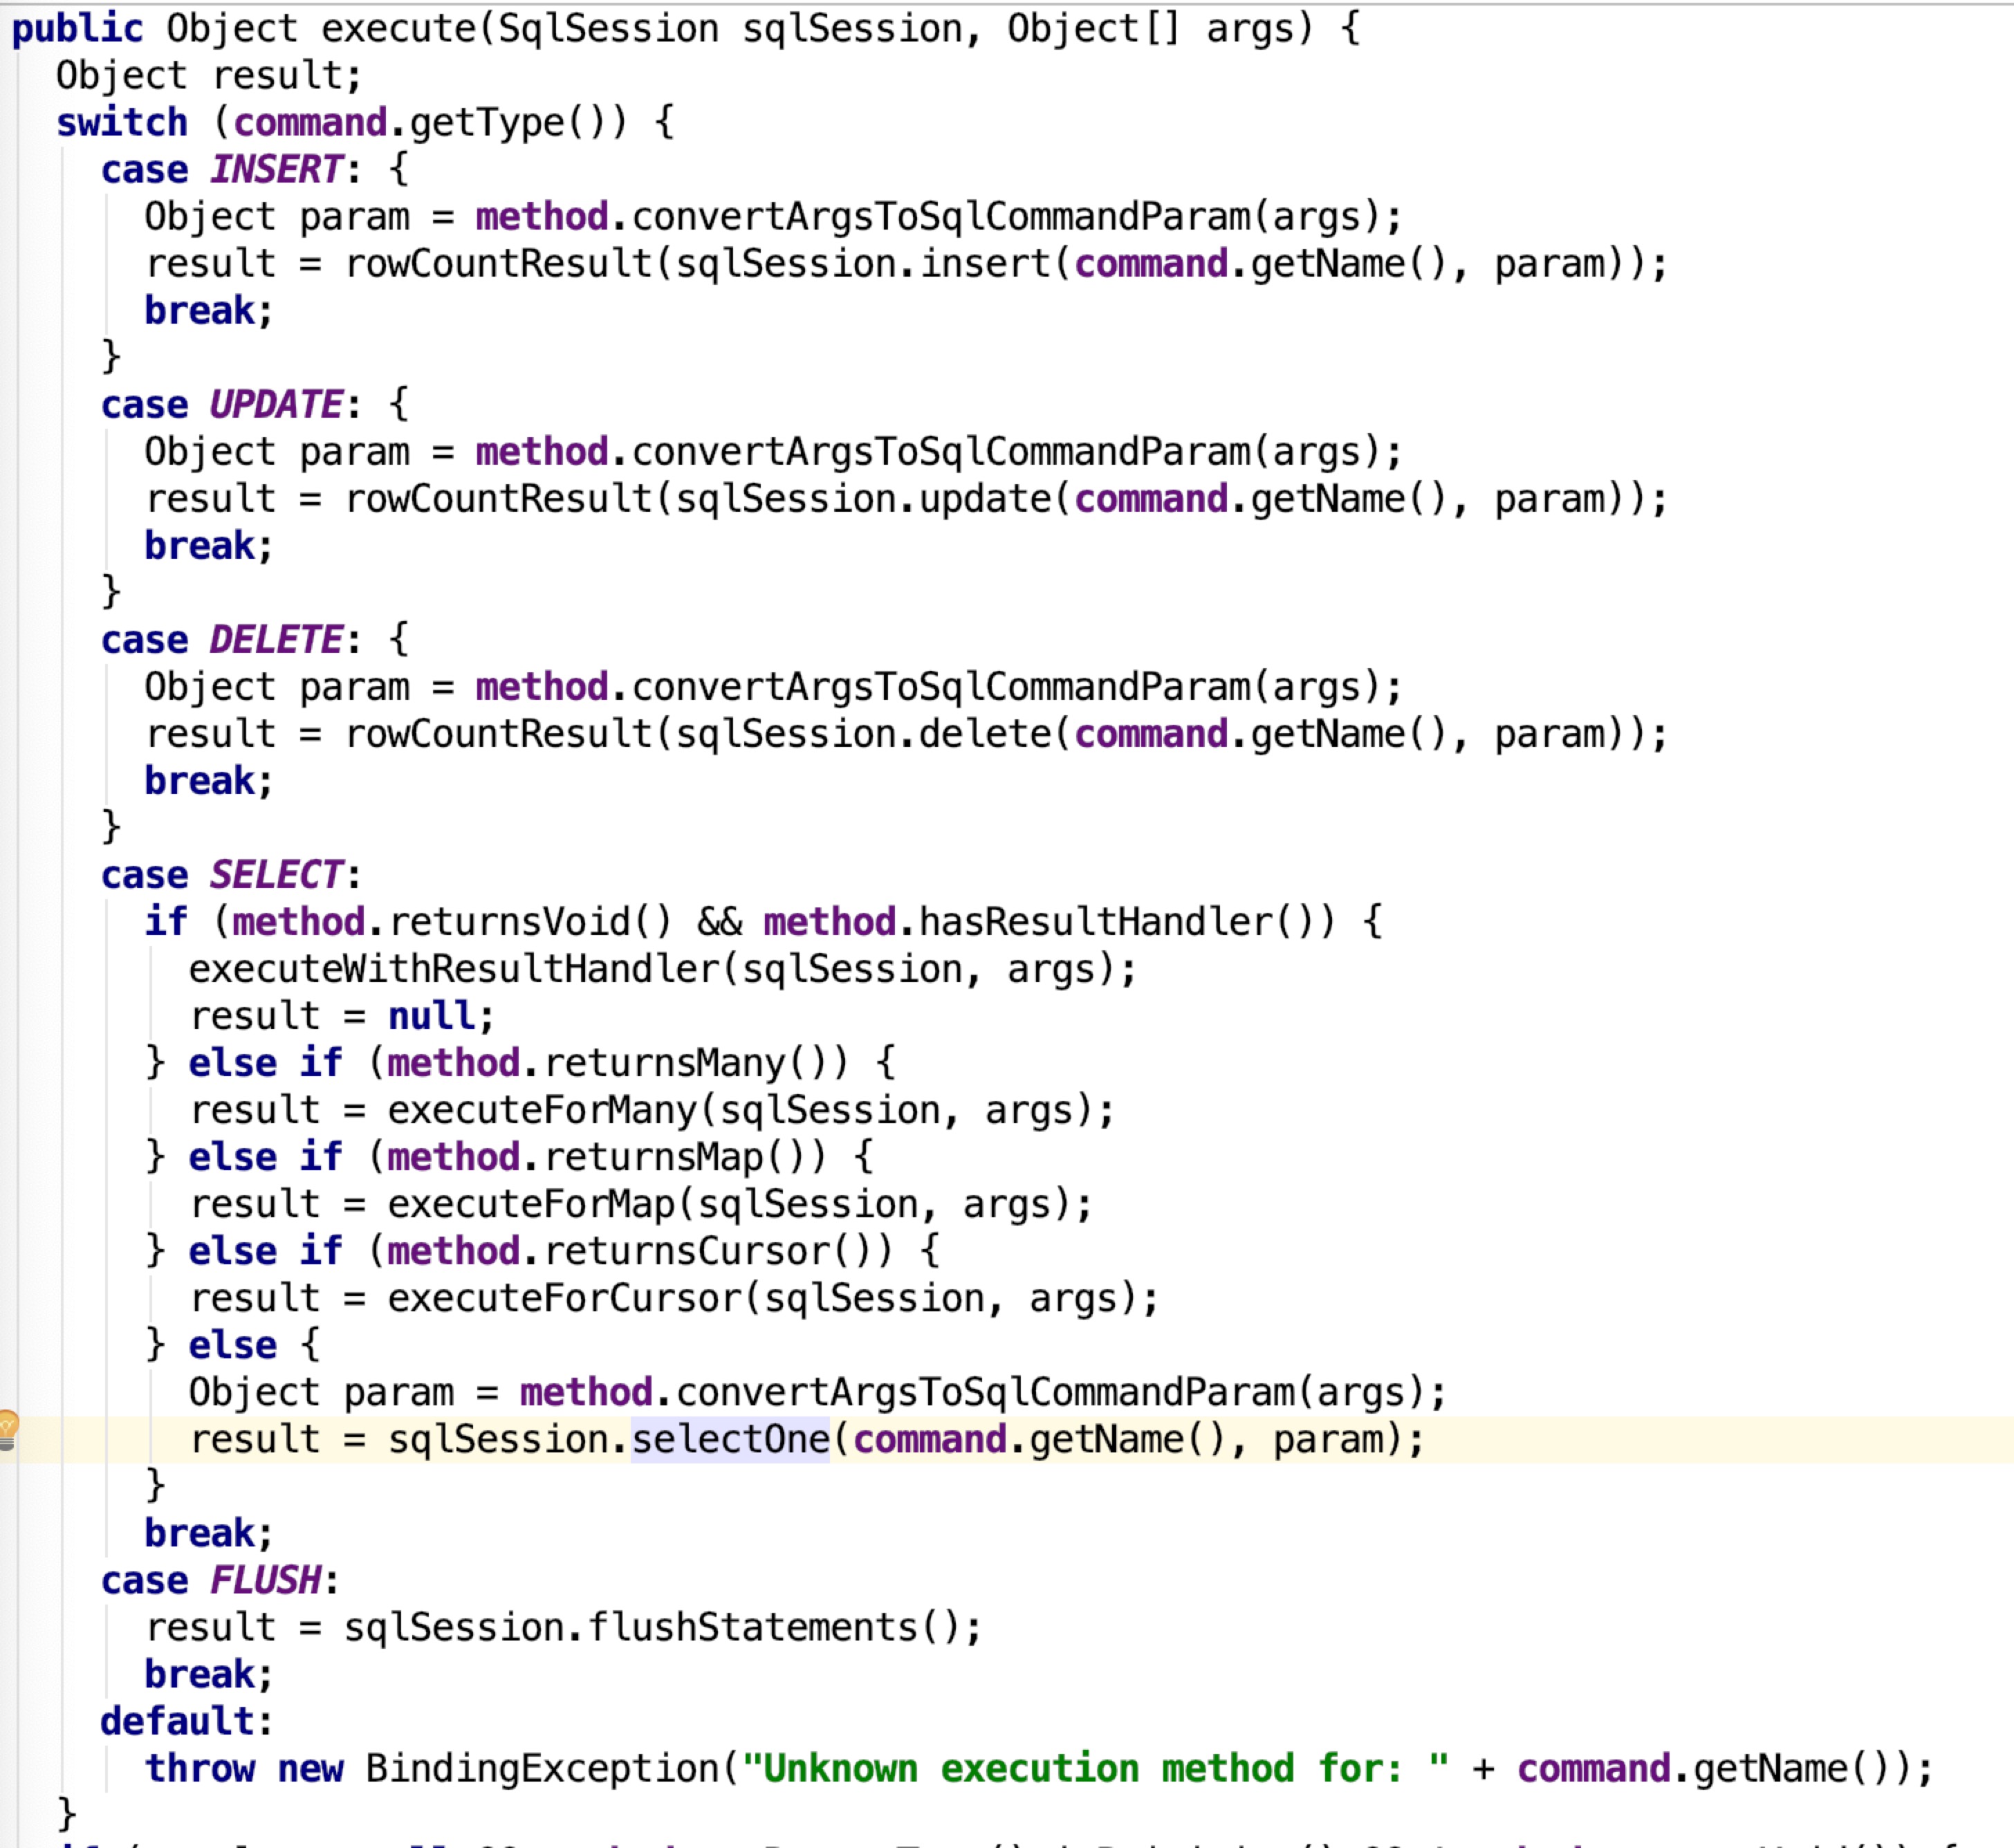 public Object execute(SqlSession sqlSession, Object[] args) {
Object result;
switch (command.getType()) {
case INSERT: {
Object param = method.convertArgsToSqlCommandParam(args);
result = rowCountResult(sqlSession.insert(command.getName(), param));
break;
}
case UPDATE: {
Object param = method.convertArgsToSqlCommandParam(args);
result = rowCountResult(sqlSession.update(command.getName(), param));
break;
}
case DELETE: {
Object param = method.convertArgsToSqlCommandParam(args);
result = rowCountResult(sqlSession.delete(command.getName(), param));
break;
}
case SELECT:
if (method.returnsVoid() && method.hasResultHandler()) {
executeWithResultHandler(sqlSession, args);
result = null;
} else if (method.returnsMany()) {
result = executeForMany(sqlSession, args);
} else if (method.returnsMap()) {
result = executeForMap(sqlSession, args);
} else if (method.returnsCursor()) {
result = executeForCursor(sqlSession, args);
} else {
Object param = method.convertArgsToSqlCommandParam(args);
result = sqlSession.selectOne(command.getName(), param);
}
break;
case FLUSH:
result = sqlSession.flushStatements();
break;
default:
throw new BindingException("Unknown execution method for: " + command.getName());
}